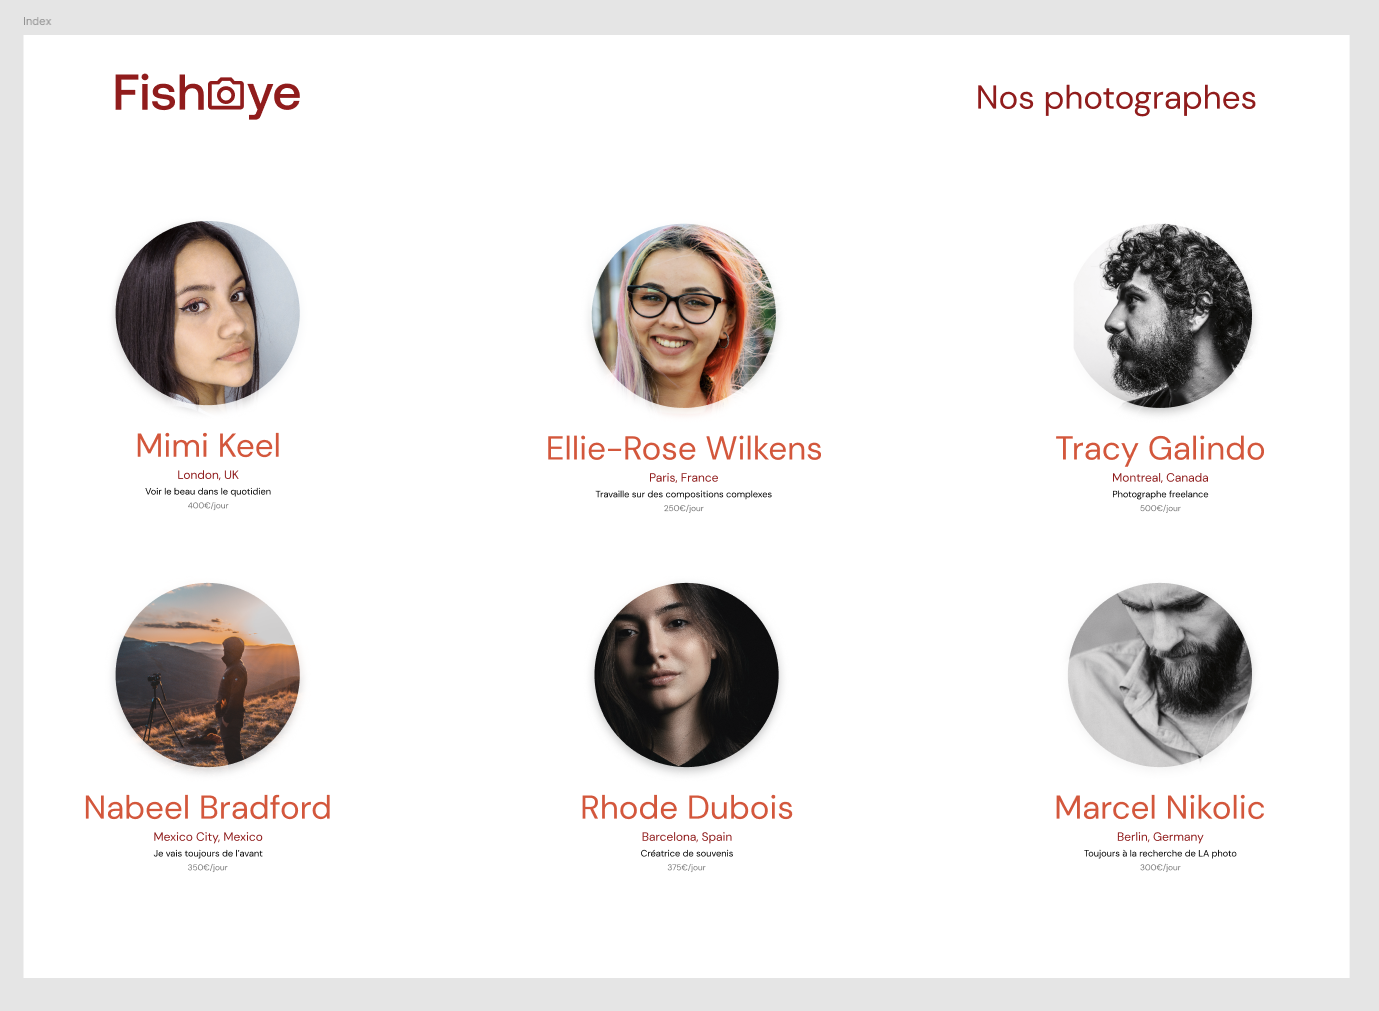 Index
Fisheye
Nos photographes
Mimi Keel
London, UK
Voir le beau dans le quotidien
400€/jour
Ellie-Rose Wilkens
Paris, France
Travaille sur des compositions complexes
250€/jour
Tracy Galindo
Montreal, Canada
Photographe freelance
500€/jour
Nabeel Bradford
Mexico City, Mexico
Je vais toujours de l'avant
350€/jour
Rhode Dubois
Barcelona, Spain
Créatrice de souvenis
375€/jour
Marcel Nikolic
Berlin, Germany
Toujours à la recherche de LA photo
300€/jour